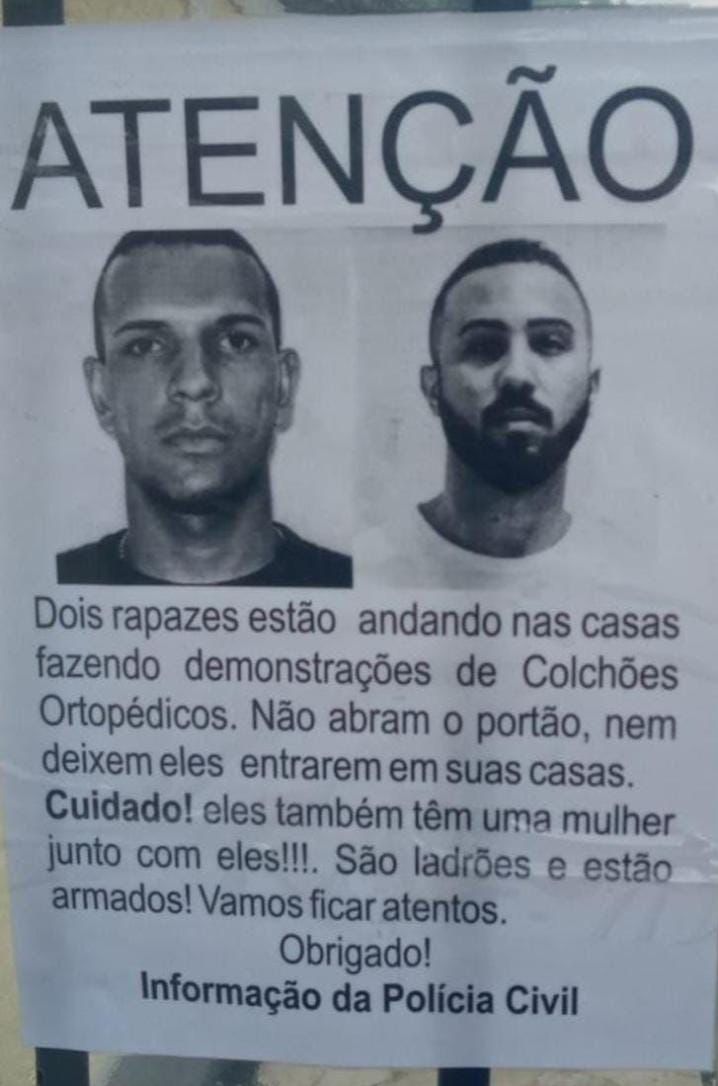 ATENÇÃO
Dois rapazes estão andando nas casas
fazendo demonstrações de Colchões
Ortopédicos. Não abram o portão, nem
deixem eles entrarem em suas casas.
Cuidado! eles também têm uma mulher
junto com eles!!!. São ladrões e estão
armados! Vamos ficar atentos.
Obrigado!
Informação da Polícia Civil